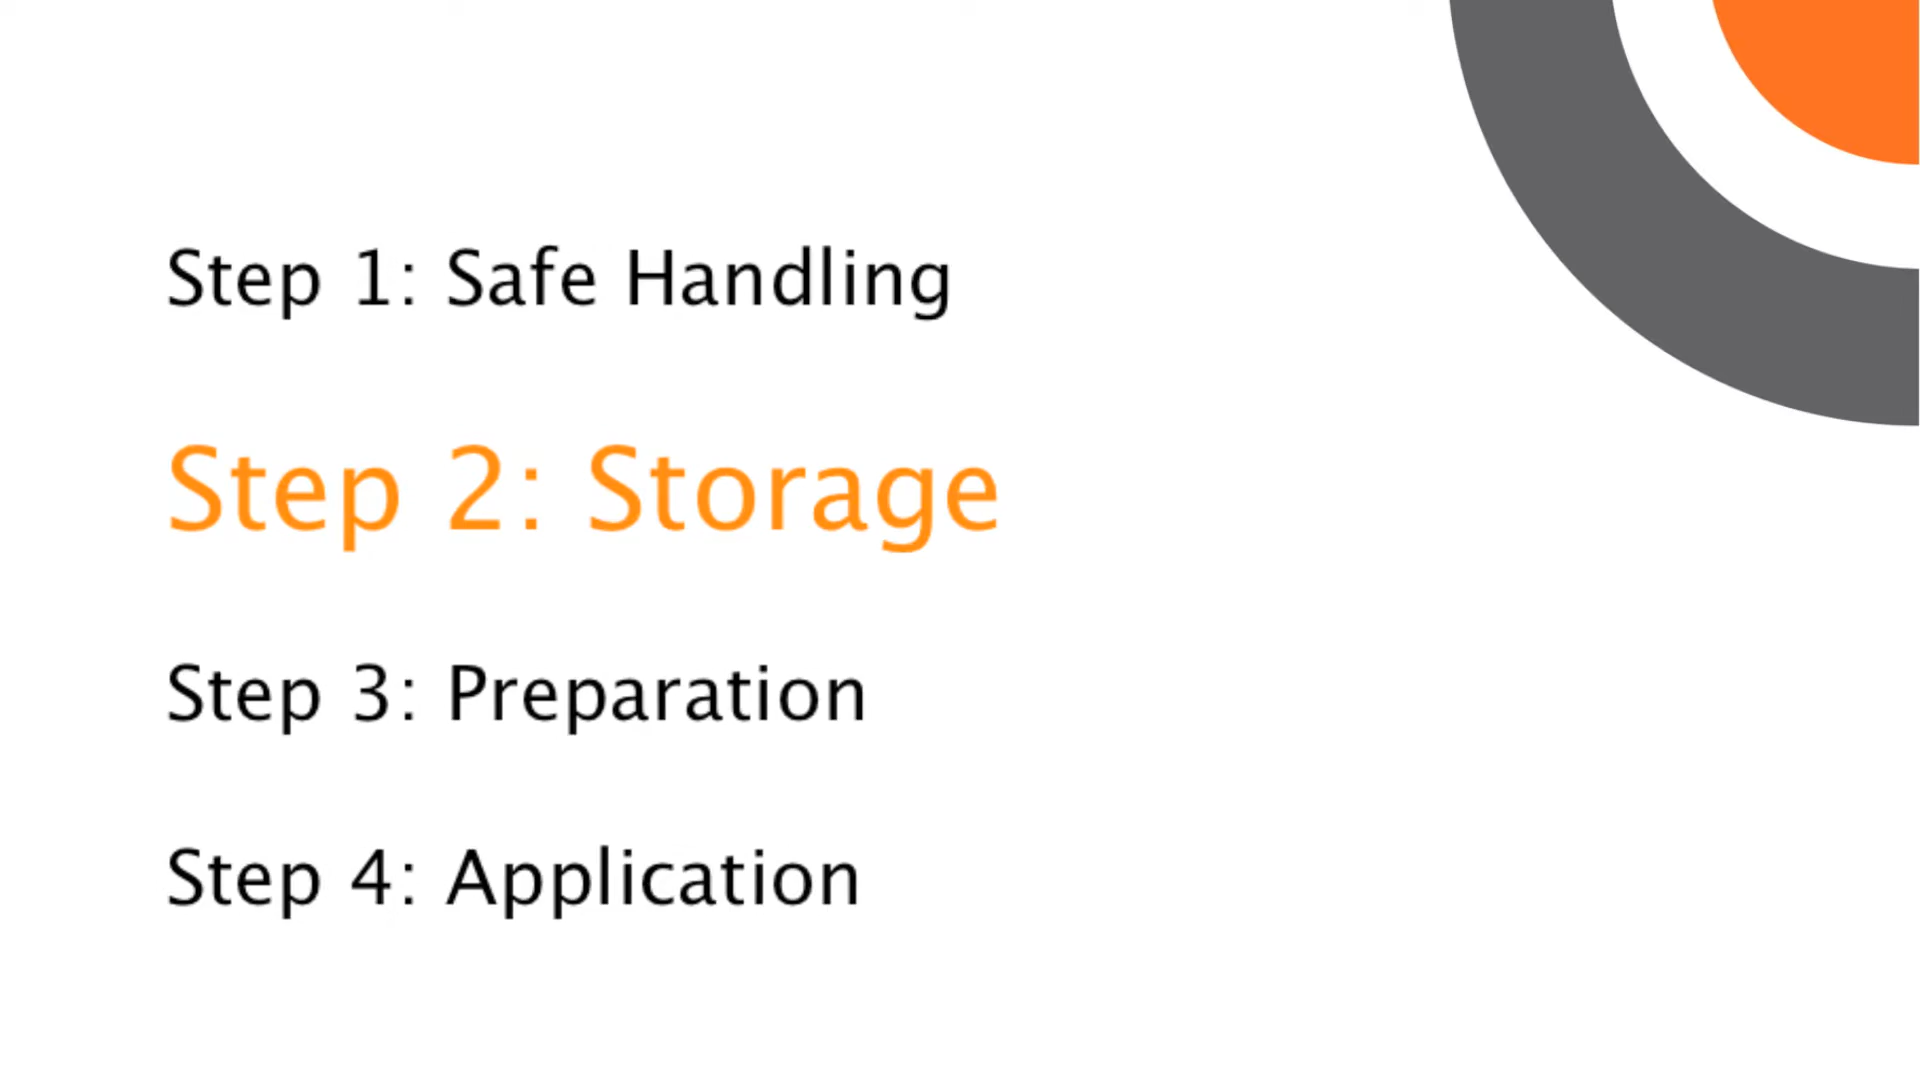 Step 1: Safe Handling
Step 2: Storage
Step 3: Preparation
Step 4: Application